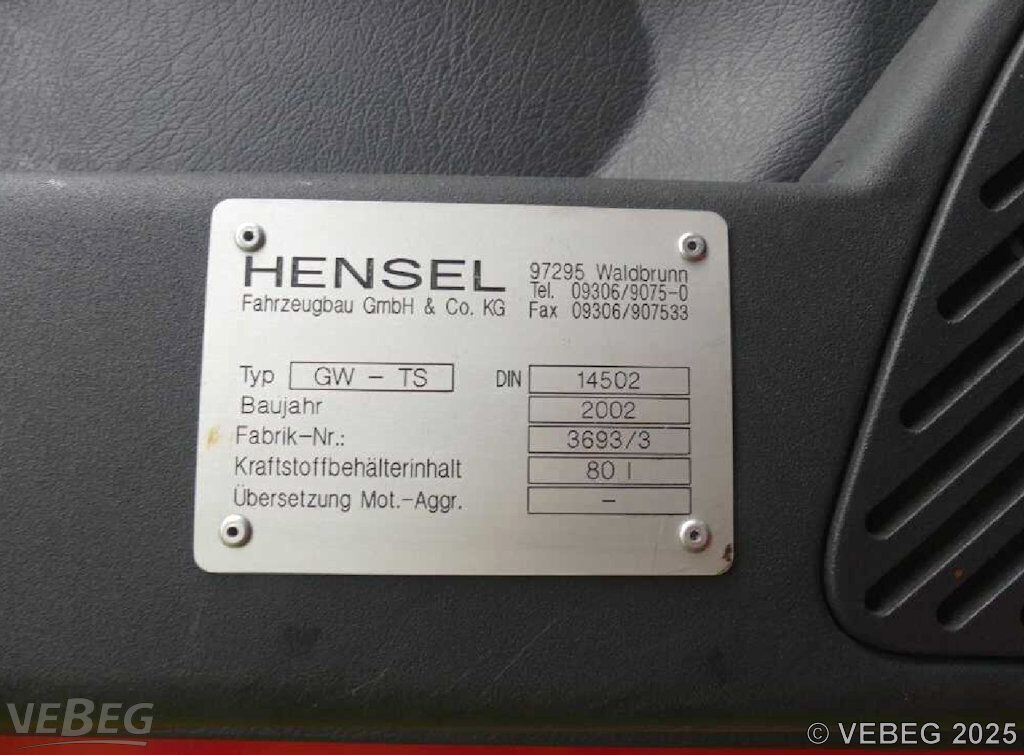 HENSEL
Fahrzeugbau GmbH & Co. KG
97295 Waldbrunn
Tel. 09306/9075-0
Fax 09306/907533
Typ GW - TS DIN 14502
Baujahr 2002
Fabrik-Nr.: 3693/3
Kraftstoffbehälterinhalt 80 l
Übersetzung Mot.-Aggr. -
VEBEG
© VEBEG 2025